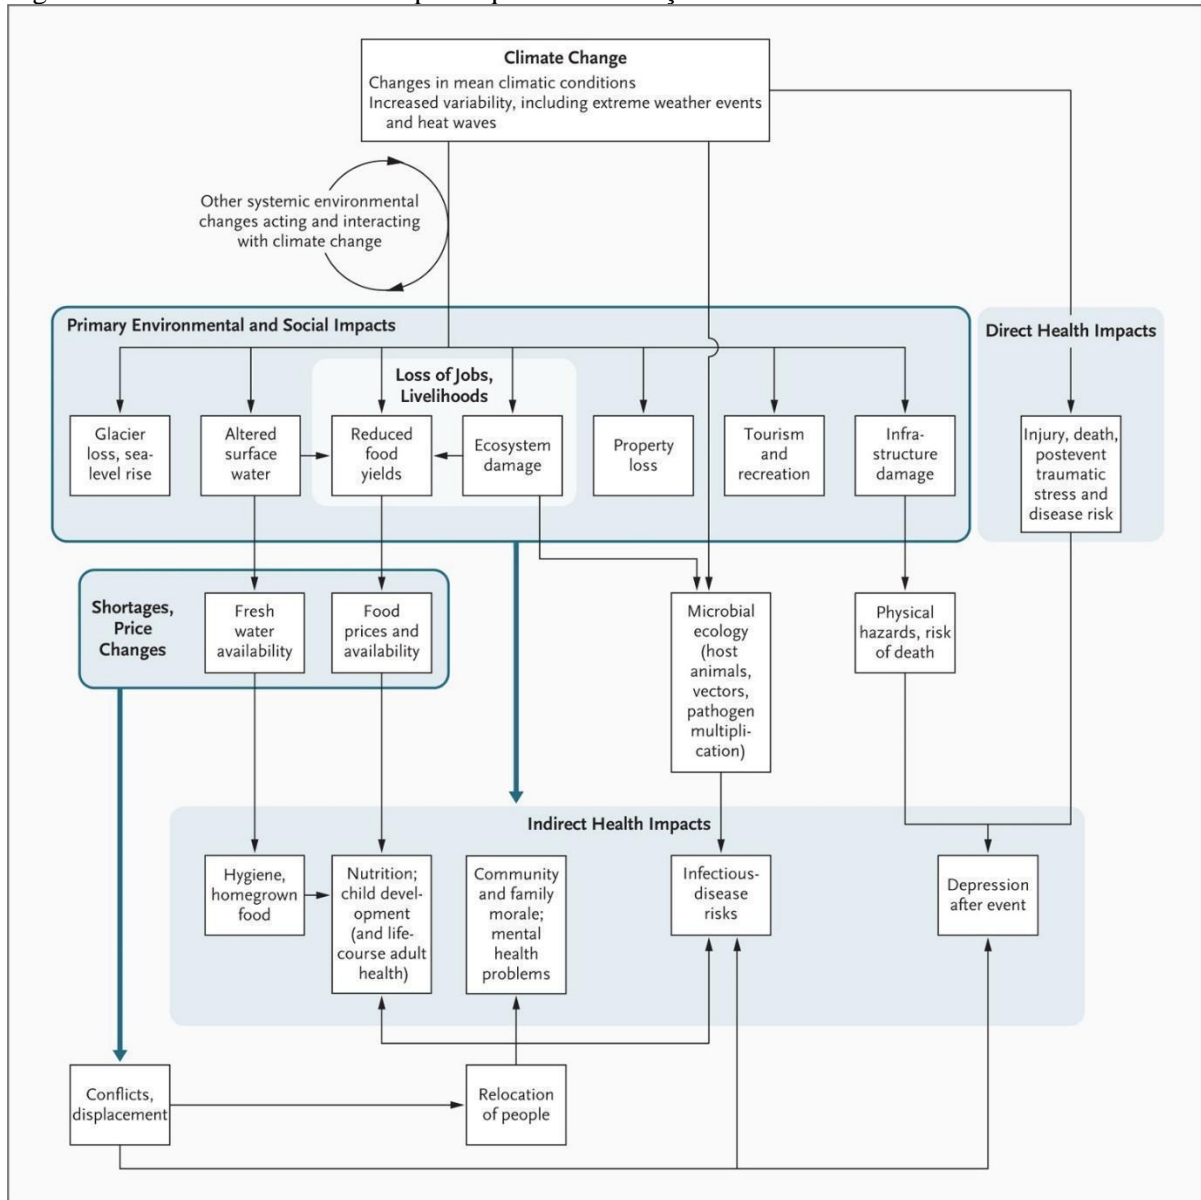 Climate Change
Changes in mean climatic conditions
Increased variability, including extreme weather events
and heat waves
Other systemic environmental
changes acting and interacting
with climate change
Primary Environmental and Social Impacts
Direct Health Impacts
Loss of Jobs,
Livelihoods
Glacier
loss, sea-
level rise
Altered
surface
water
Reduced
food
yields
Ecosystem
damage
Property
loss
Tourism
and
recreation
Infra-
structure
damage
Injury, death,
postevent
traumatic
stress and
disease risk
Shortages,
Price
Changes
Fresh
water
availability
Food
prices and
availability
Microbial
ecology
(host
animals,
vectors,
pathogen
multipli-
cation)
Physical
hazards, risk
of death
Indirect Health Impacts
Hygiene,
homegrown
food
Nutrition;
child devel-
opment
(and life-
course adult
health)
Community
and family
morale;
mental
health
problems
Infectious-
disease
risks
Depression
after event
Conflicts,
displacement
Relocation
of people